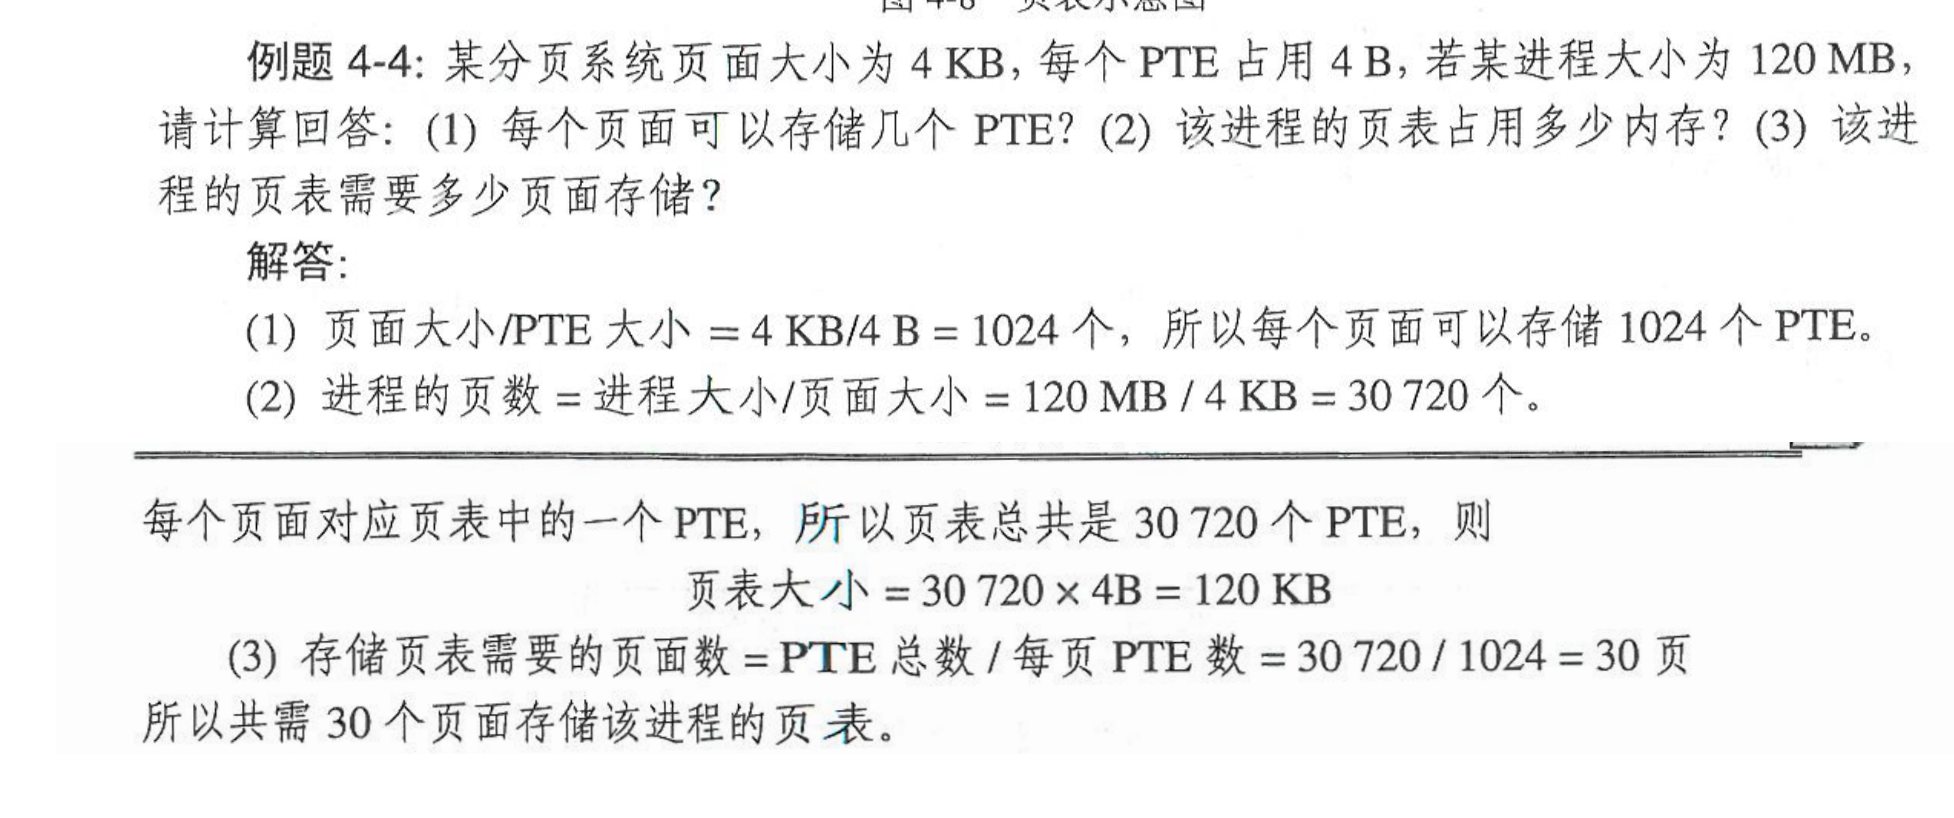 图 4-8 页表示意图
例题 4-4: 某分页系统页面大小为 4 KB, 每个 PTE 占用 4 B, 若某进程大小为 120 MB,
请计算回答: (1) 每个页面可以存储几个 PTE? (2) 该进程的页表占用多少内存? (3) 该进
程的页表需要多少页面存储?
解答:
(1) 页面大小/PTE 大小 = 4 KB/4 B = 1024 个，所以每个页面可以存储 1024 个 PTE。
(2) 进程的页数 = 进程大小/页面大小 = 120 MB / 4 KB = 30 720 个。
每个页面对应页表中的一个 PTE，所以页表总共是 30 720 个 PTE，则
页表大小 = 30 720 × 4B = 120 KB
(3) 存储页表需要的页面数 = PTE 总数 / 每页 PTE 数 = 30 720 / 1024 = 30 页
所以共需 30 个页面存储该进程的页表。